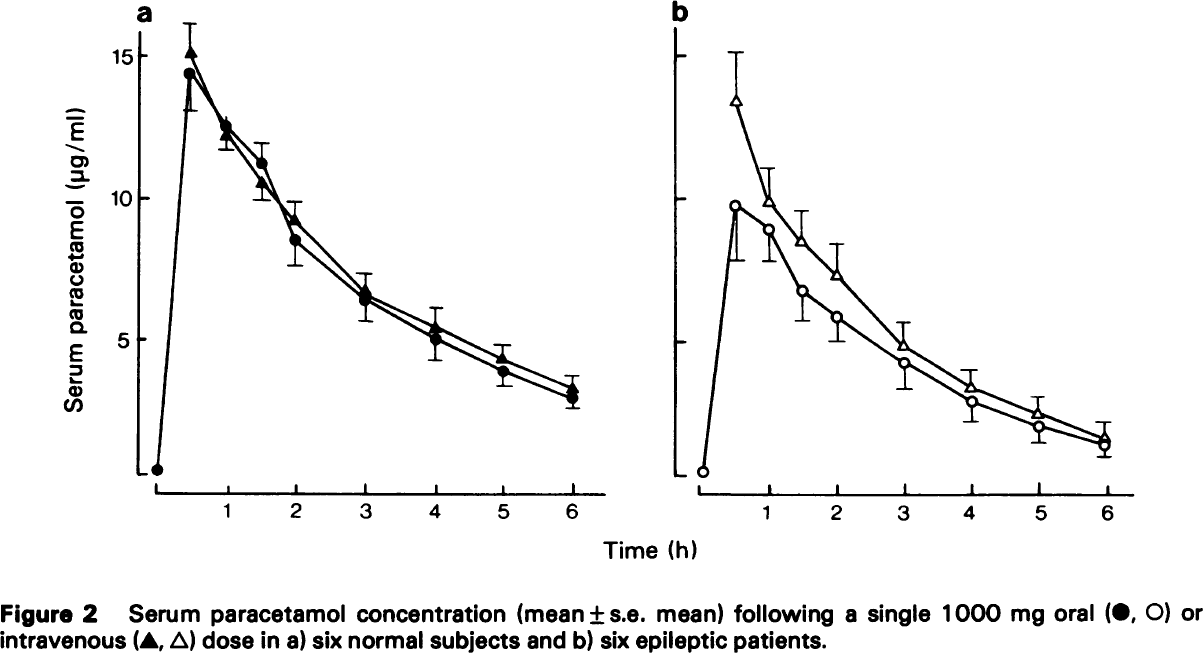 a
b
15
10
5
Serum paracetamol (μg/ml)
1 2 3 4 5 6
1 2 3 4 5 6
Time (h)
Figure 2 Serum paracetamol concentration (mean ± s.e. mean) following a single 1000 mg oral (●, ○) or
intravenous (▲, △) dose in a) six normal subjects and b) six epileptic patients.